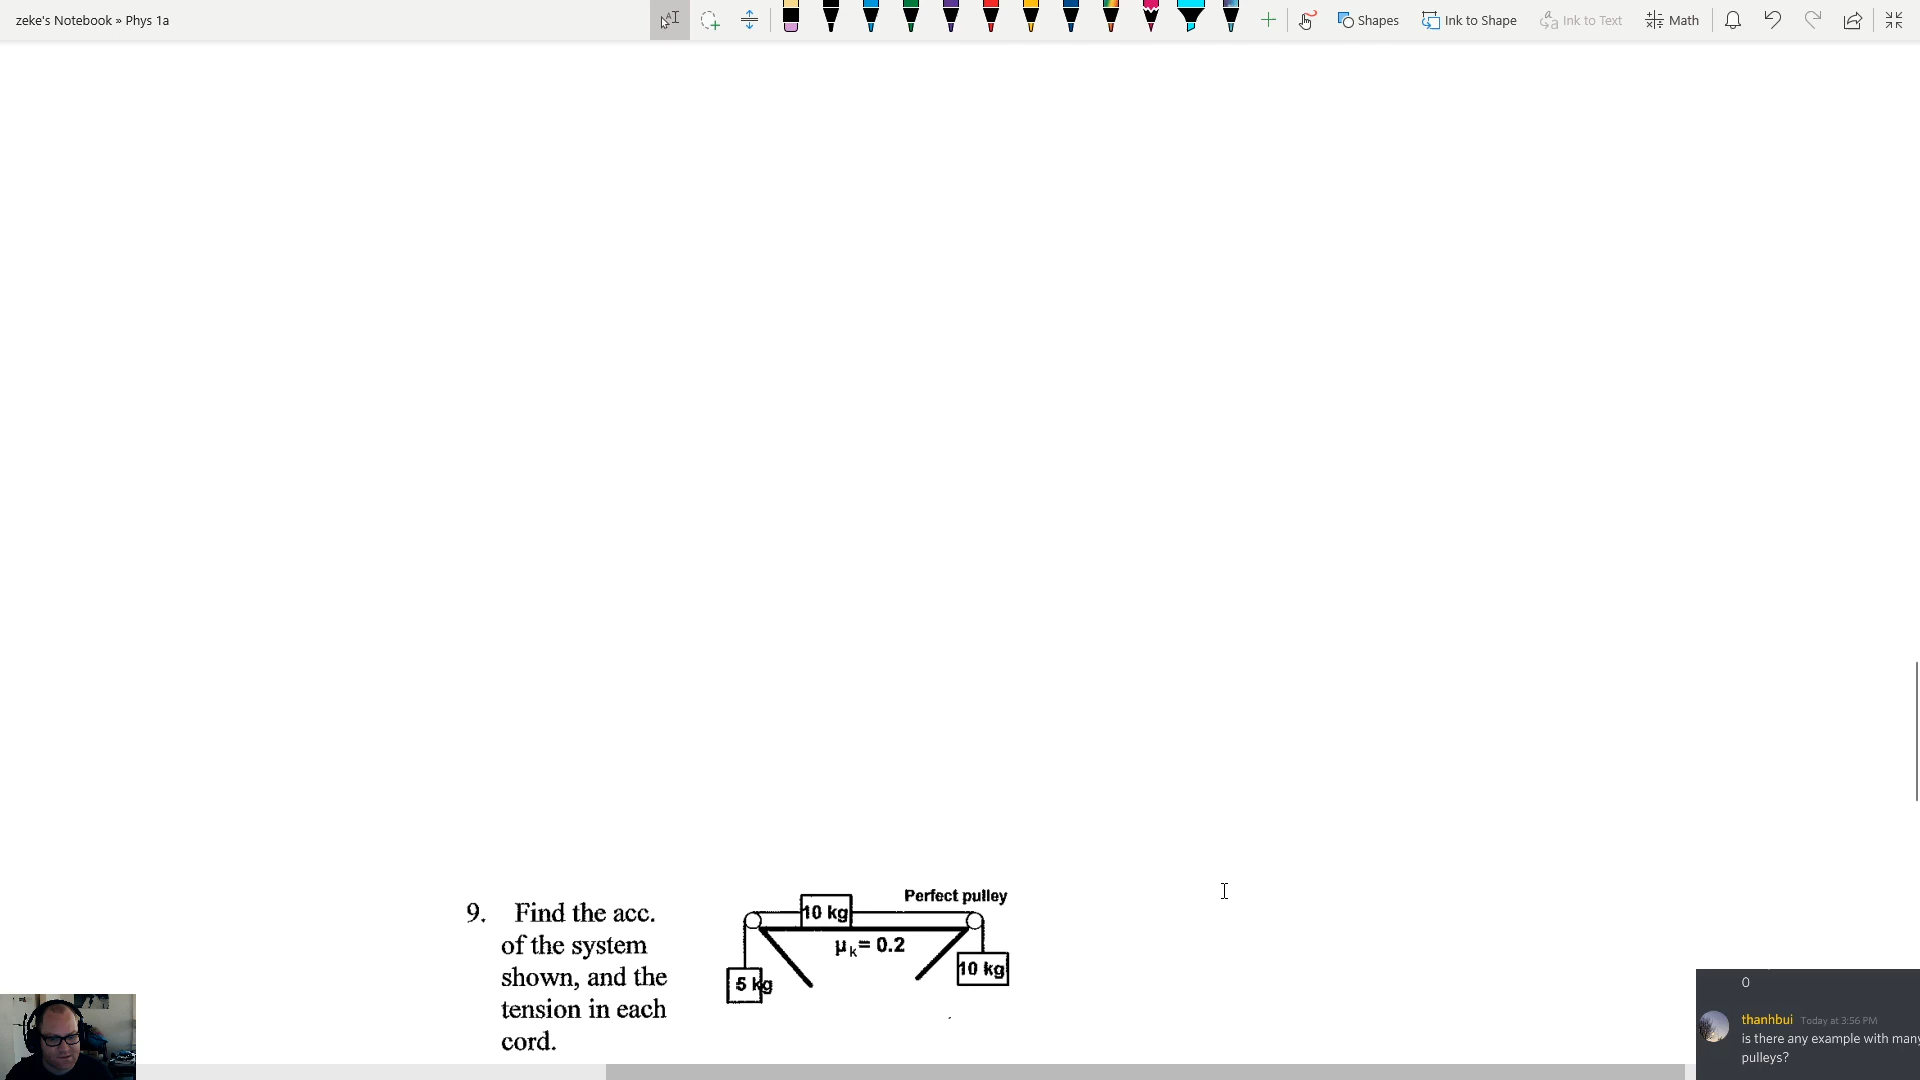 zeke's Notebook » Phys 1a
Shapes
Ink to Shape
Ink to Text
Math
9. Find the acc.
of the system
shown, and the
tension in each
cord.
Perfect pulley
10 kg
μk= 0.2
5 kg
10 kg
0
thanhbui Today at 3:56 PM
is there any example with many
pulleys?